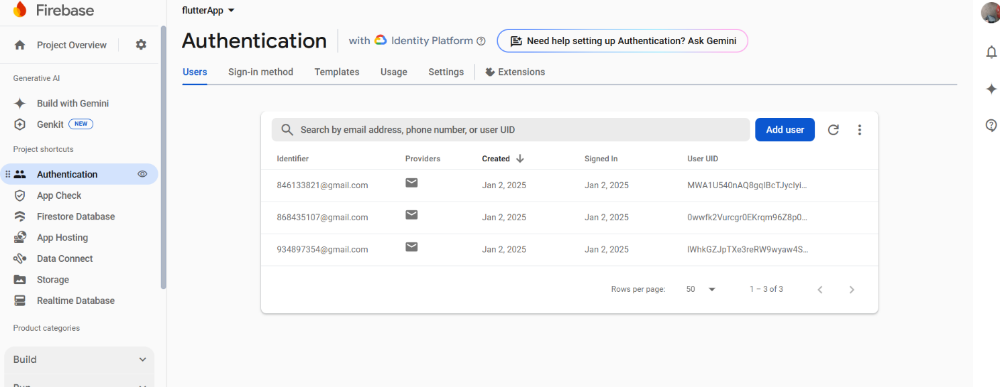 Firebase
flutterApp
Project Overview
Authentication
with Identity Platform
Need help setting up Authentication? Ask Gemini
Users Sign-in method Templates Usage Settings Extensions
Generative AI
Build with Gemini
Genkit NEW
Project shortcuts
Authentication
App Check
Firestore Database
App Hosting
Data Connect
Storage
Realtime Database
Product categories
Build
Search by email address, phone number, or user UID
Add user
Identifier Providers Created Signed In User UID
846133821@gmail.com Jan 2, 2025 Jan 2, 2025 MWA1U540nAQ8gqIBcTJycIyi...
868435107@gmail.com Jan 2, 2025 Jan 2, 2025 0wwfk2Vurcgr0EKrqm96Z8p0...
934897354@gmail.com Jan 2, 2025 Jan 2, 2025 IWhkGZJpTXe3reRW9wyaw4S...
Rows per page: 50 1 – 3 of 3